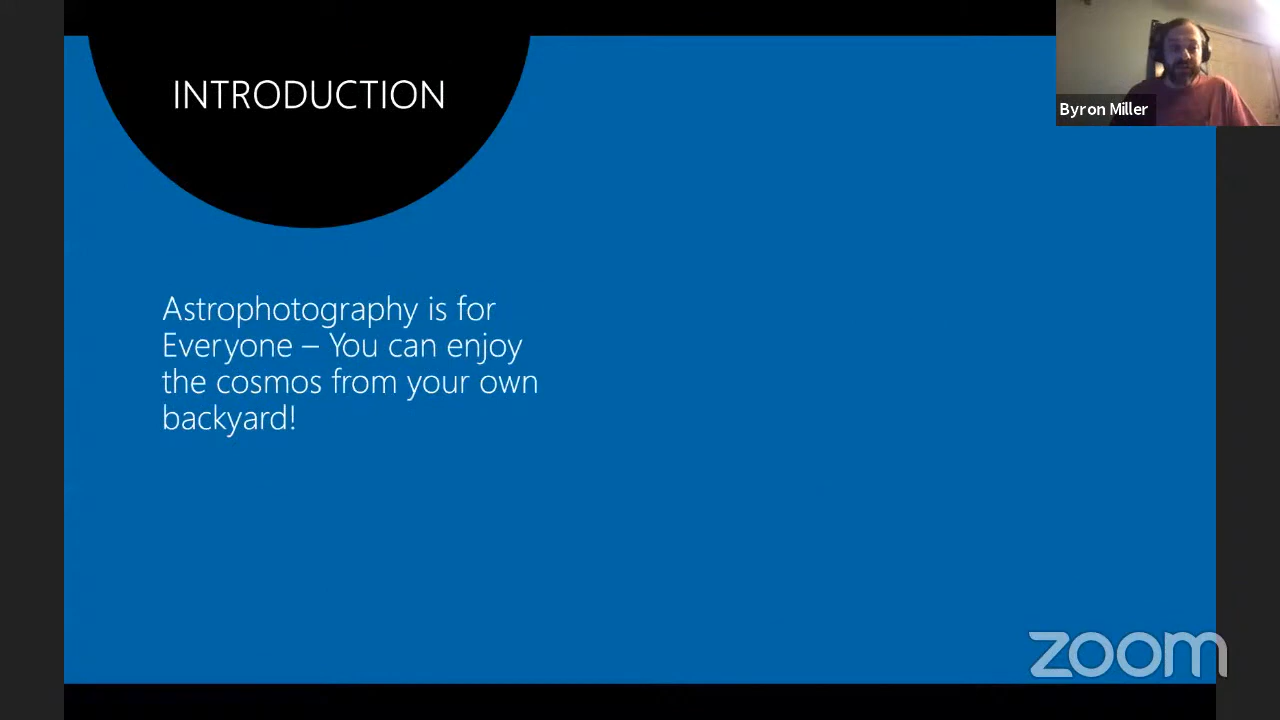 INTRODUCTION
Byron Miller
Astrophotography is for
Everyone – You can enjoy
the cosmos from your own
backyard!
zoom